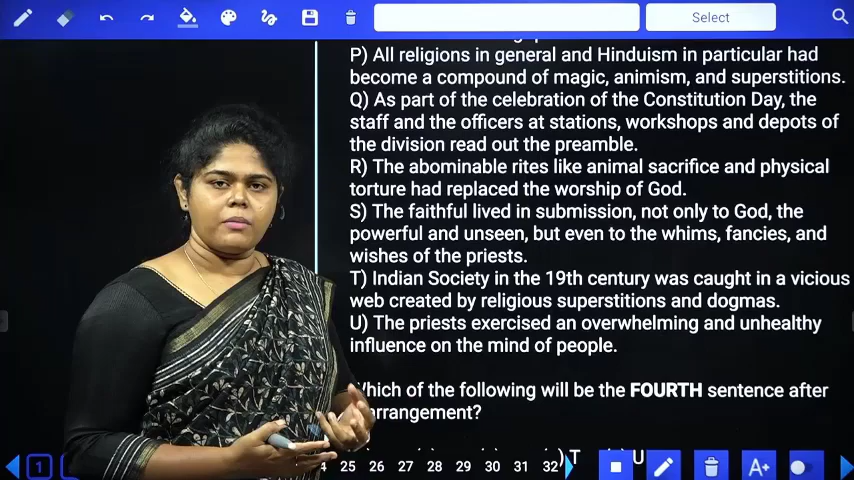 Select
P) All religions in general and Hinduism in particular had
become a compound of magic, animism, and superstitions.
Q) As part of the celebration of the Constitution Day, the
staff and the officers at stations, workshops and depots of
the division read out the preamble.
R) The abominable rites like animal sacrifice and physical
torture had replaced the worship of God.
S) The faithful lived in submission, not only to God, the
powerful and unseen, but even to the whims, fancies, and
wishes of the priests.
T) Indian Society in the 19th century was caught in a vicious
web created by religious superstitions and dogmas.
U) The priests exercised an overwhelming and unhealthy
influence on the mind of people.
of the following will be the FOURTH sentence after
T U
1 25 26 27 28 29 30 31 32 A+